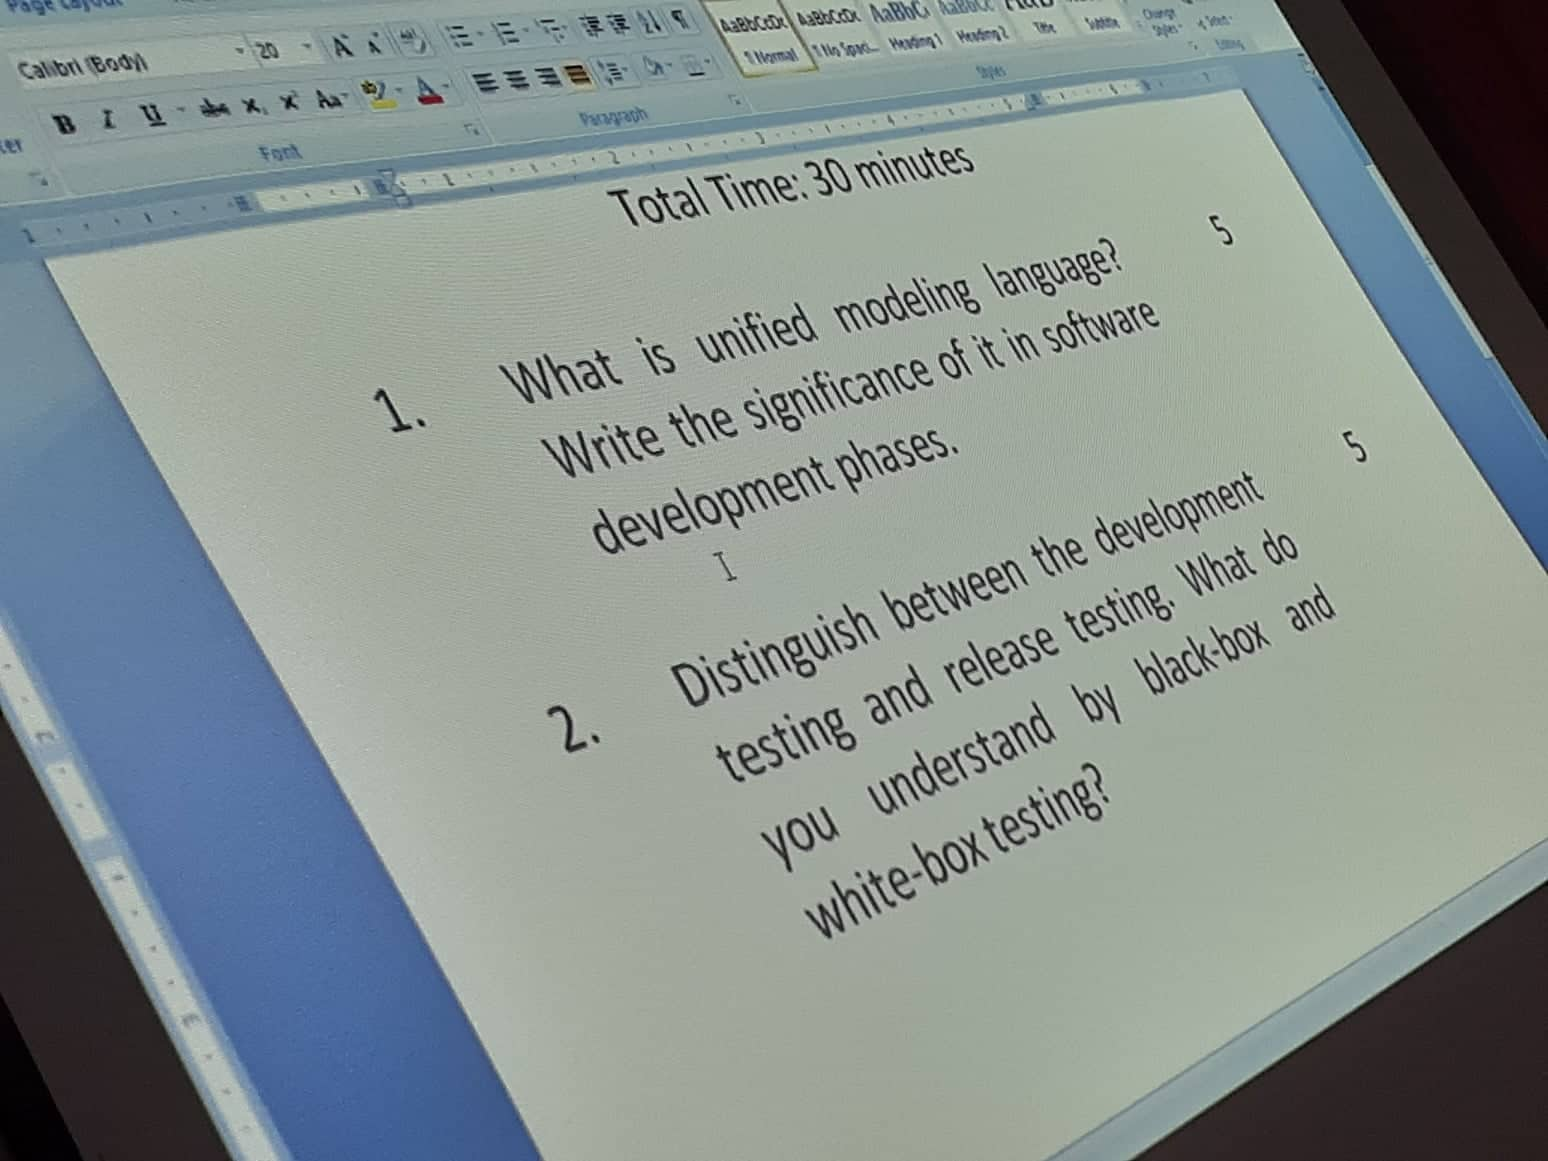 Page Layout
Calibri (Body) 20 A A
AaBbCcDc AaBbCcDc AaBbC AaBbCc
¶ Normal ¶ No Spaci... Heading 1 Heading 2 Title Subtitle Change Styles Select
B I U abc X, X² Aa A
Font Paragraph Styles Editing
Total Time: 30 minutes
1. What is unified modeling language? 5
Write the significance of it in software
development phases.
2. Distinguish between the development 5
testing and release testing. What do
you understand by black-box and
white-box testing?